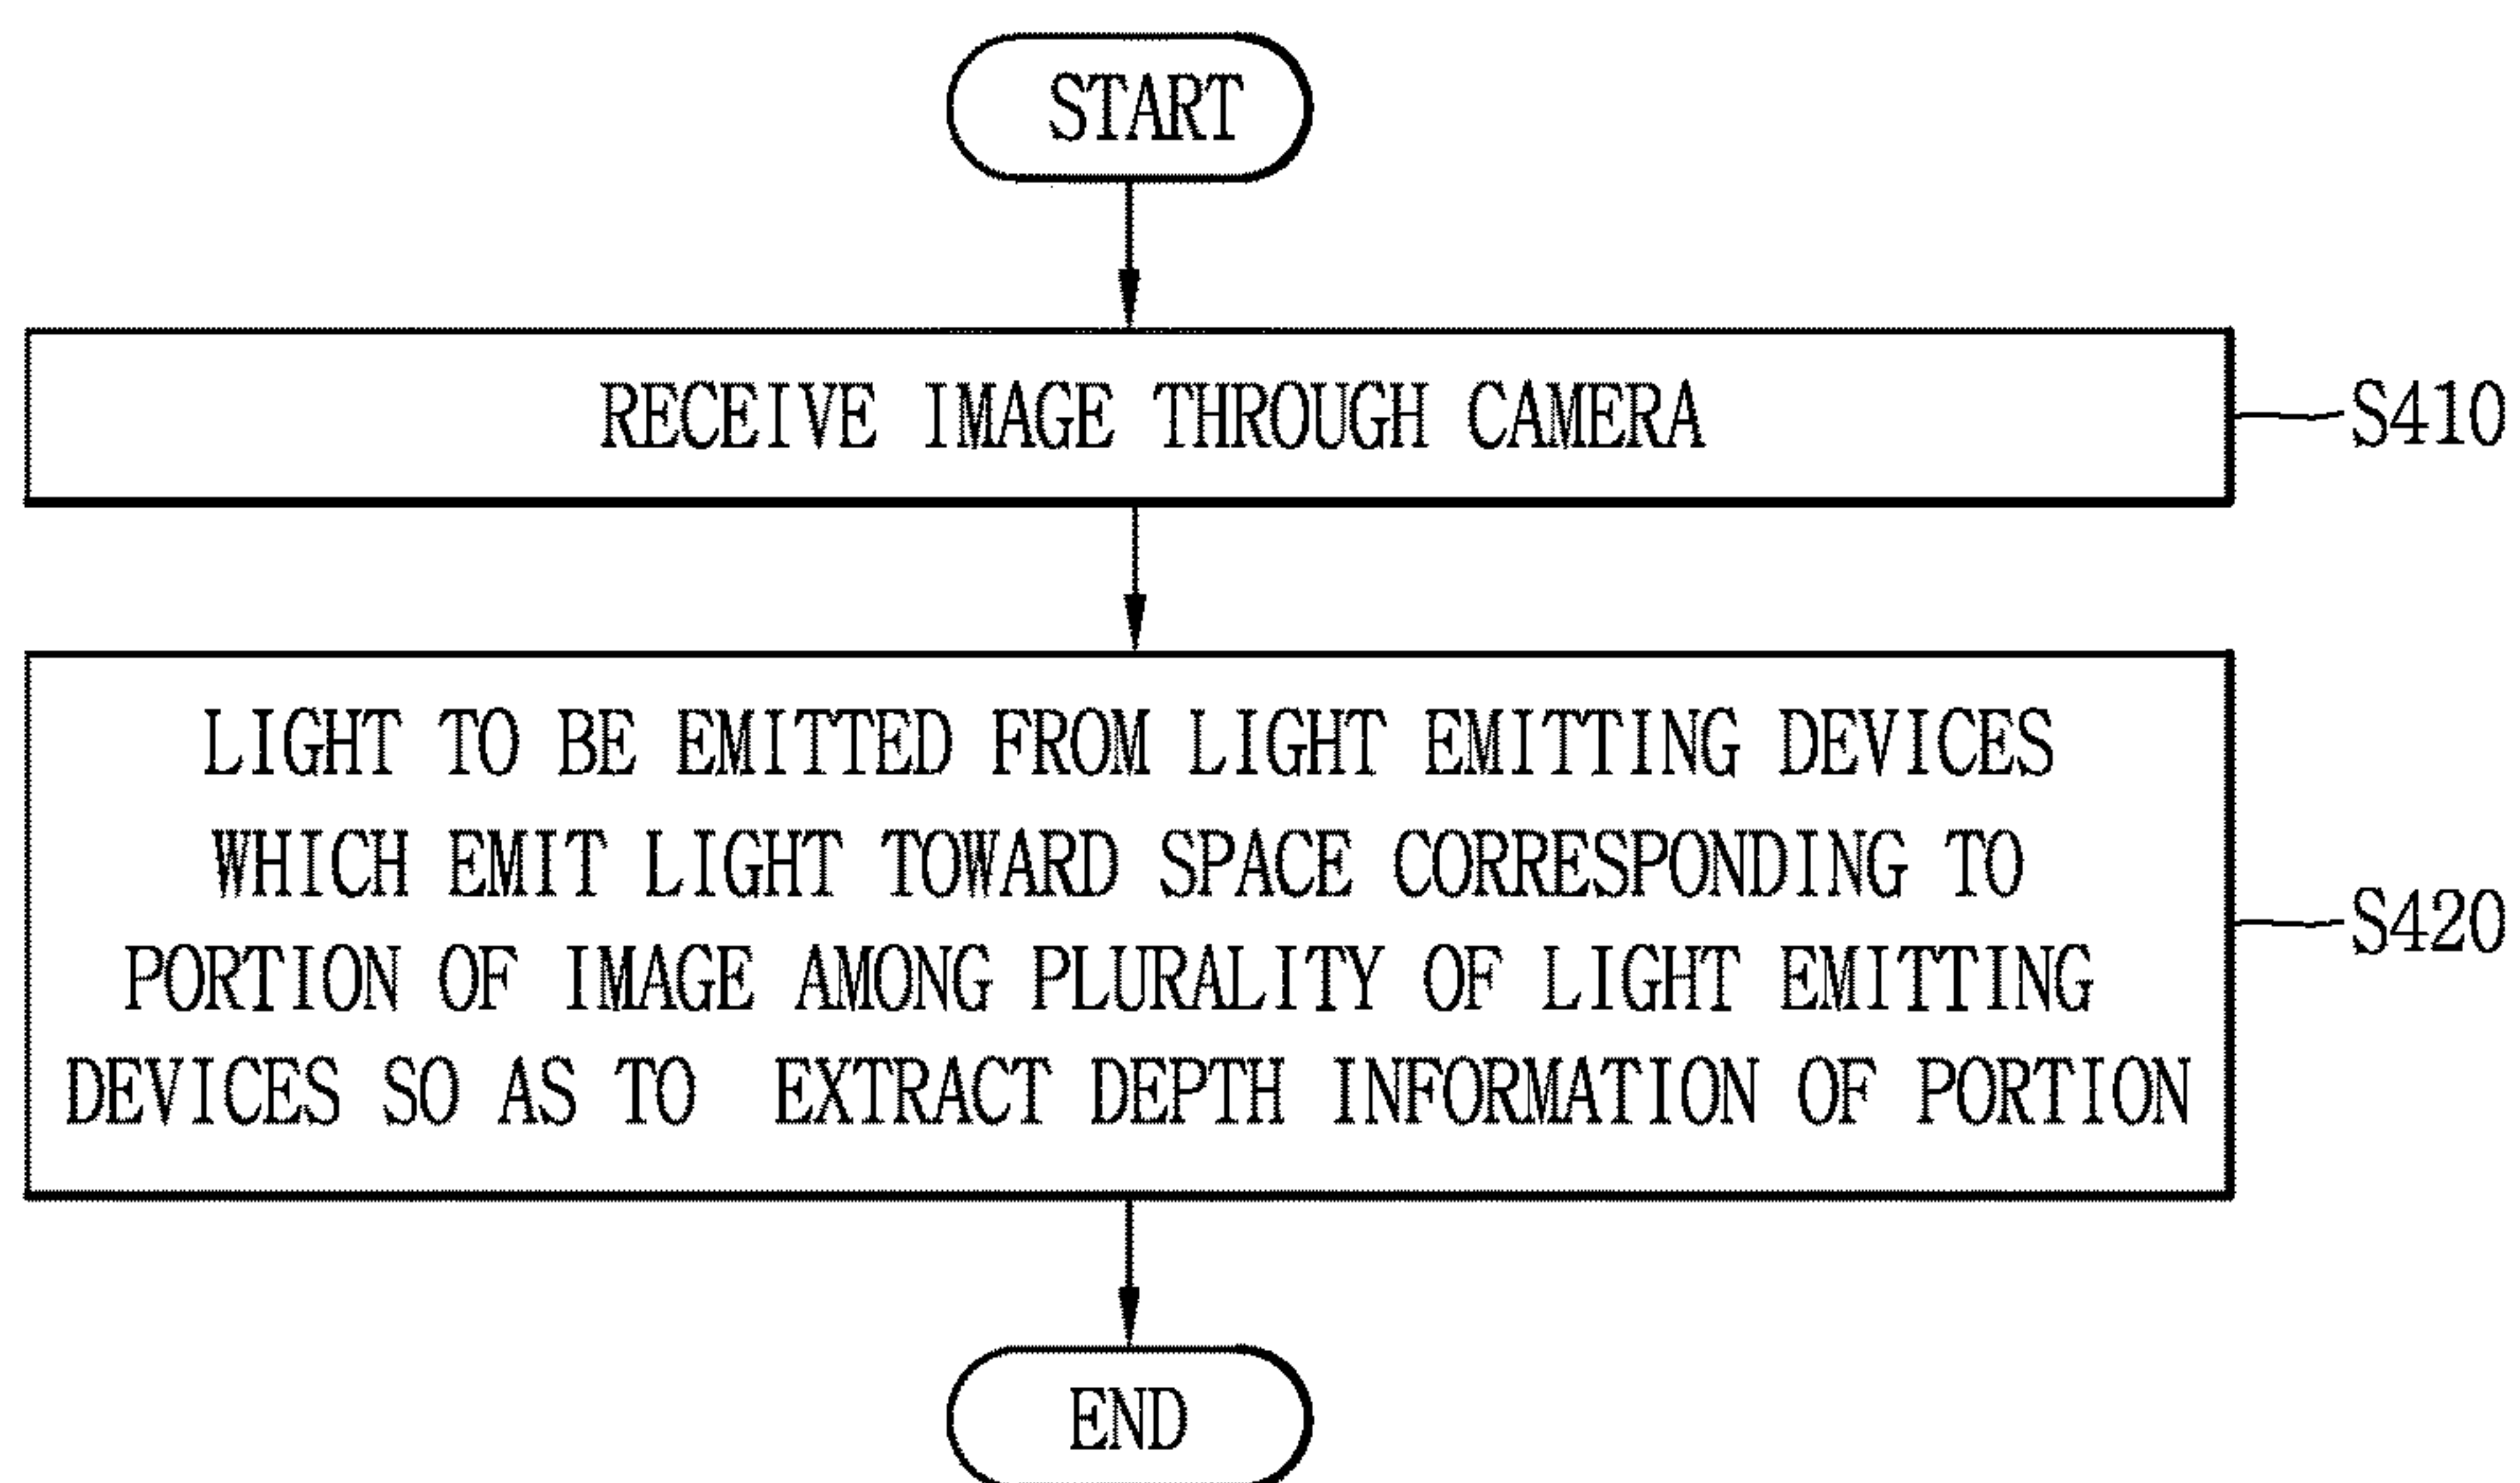 START
RECEIVE IMAGE THROUGH CAMERA
S410
LIGHT TO BE EMITTED FROM LIGHT EMITTING DEVICES
WHICH EMIT LIGHT TOWARD SPACE CORRESPONDING TO
PORTION OF IMAGE AMONG PLURALITY OF LIGHT EMITTING
DEVICES SO AS TO EXTRACT DEPTH INFORMATION OF PORTION
S420
END